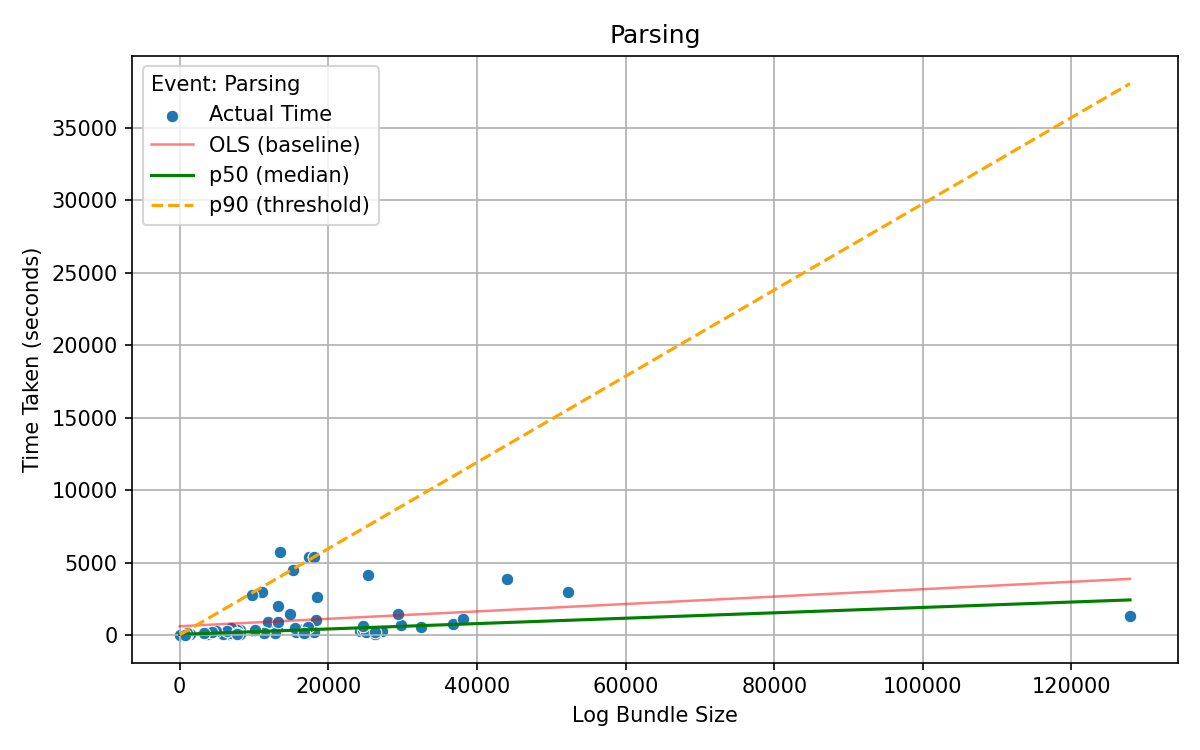 Parsing
Event: Parsing
Actual Time
OLS (baseline)
p50 (median)
p90 (threshold)
35000
30000
25000
20000
15000
10000
5000
0
Time Taken (seconds)
0 20000 40000 60000 80000 100000 120000
Log Bundle Size